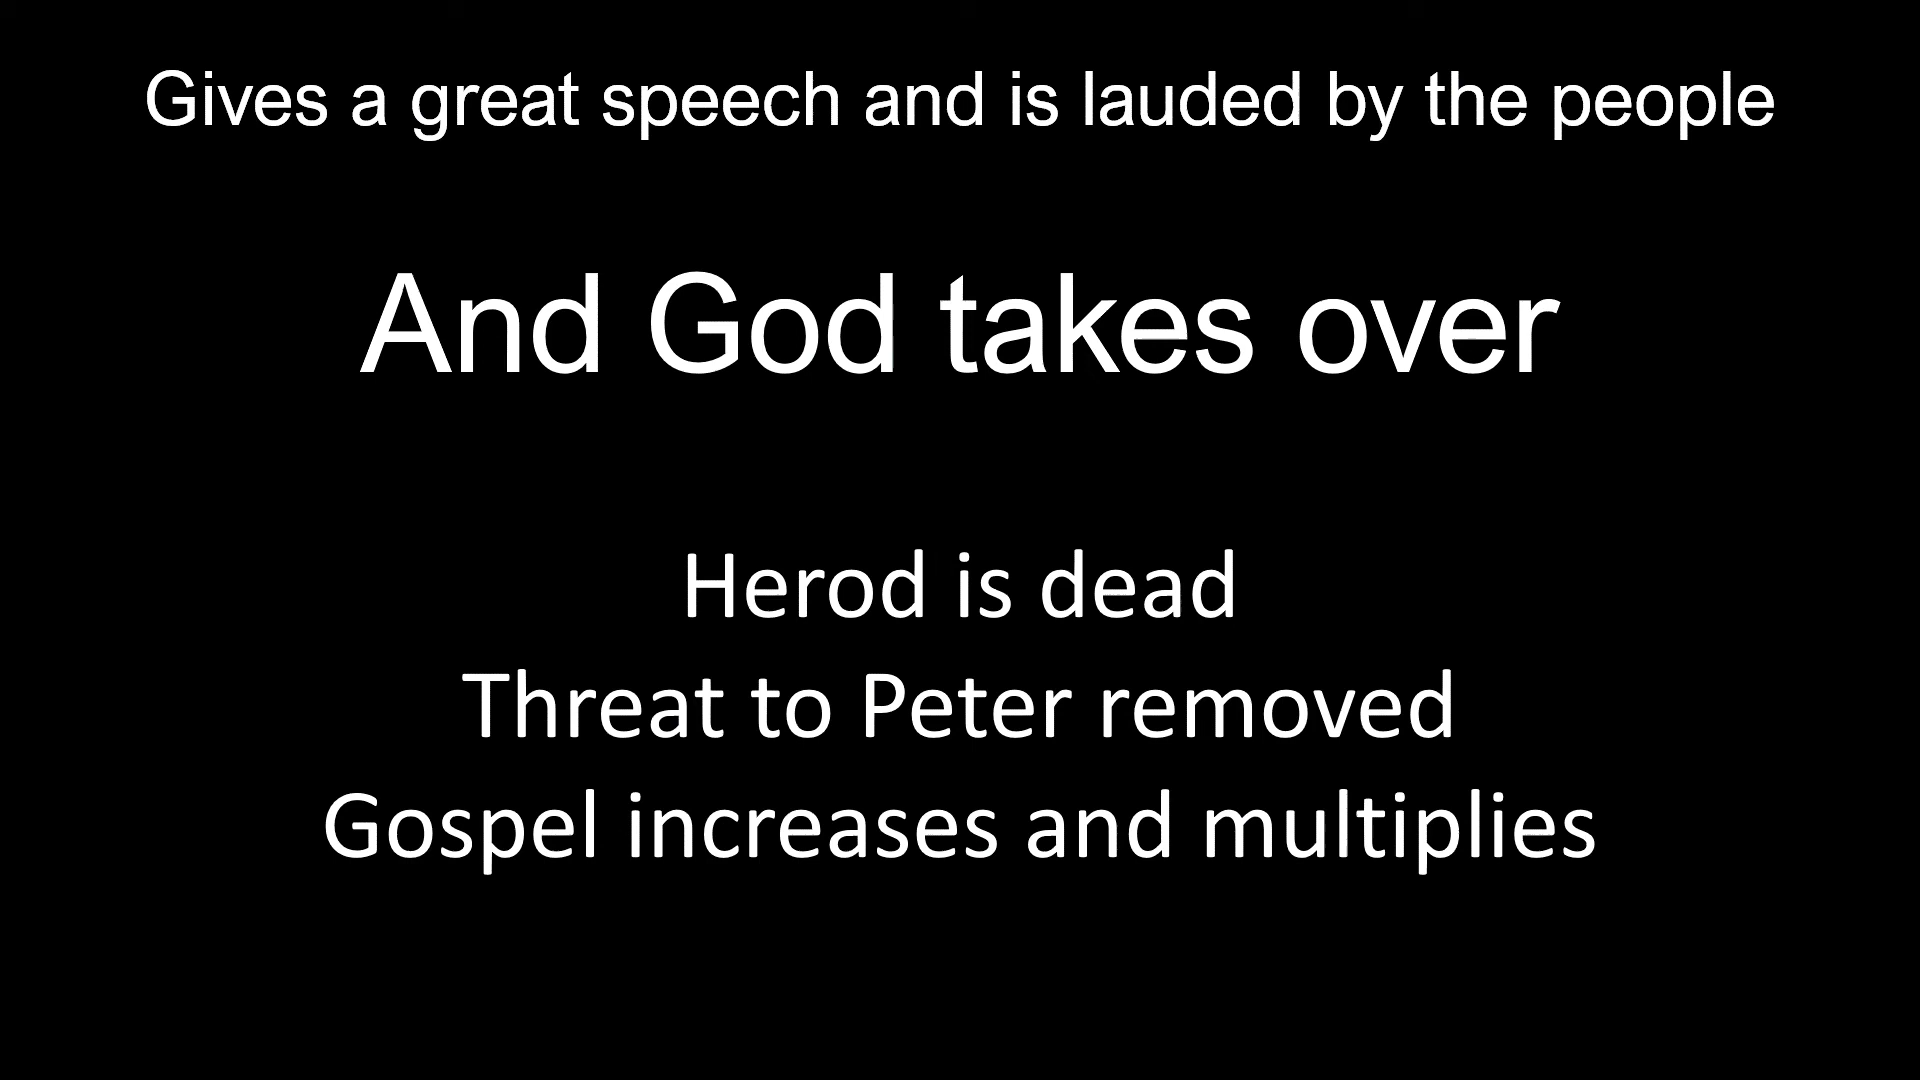 Gives a great speech and is lauded by the people
And God takes over
Herod is dead
Threat to Peter removed
Gospel increases and multiplies